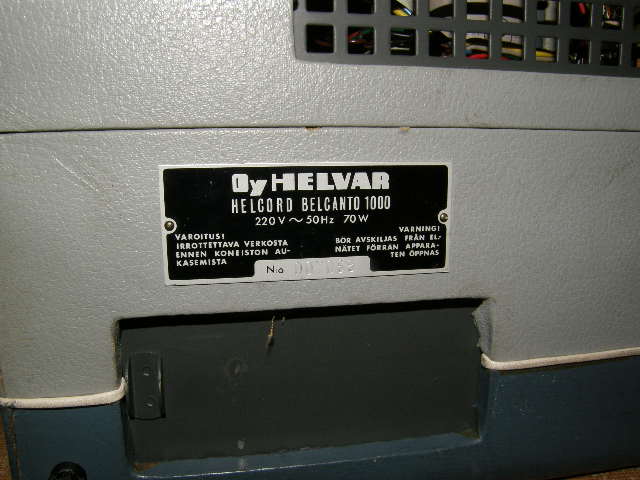 Oy HELVAR
HELCORD BELCANTO 1000
220 V ~ 50Hz 70 W
VAROITUS!
IRROTETTAVA VERKOSTA
ENNEN KONEISTON AU-
KASEMISTA
VARNING!
BÖR AVSKILJAS FRÅN EL-
NÄTET FÖRRÄN APPARA-
TEN ÖPPNAS
N:o